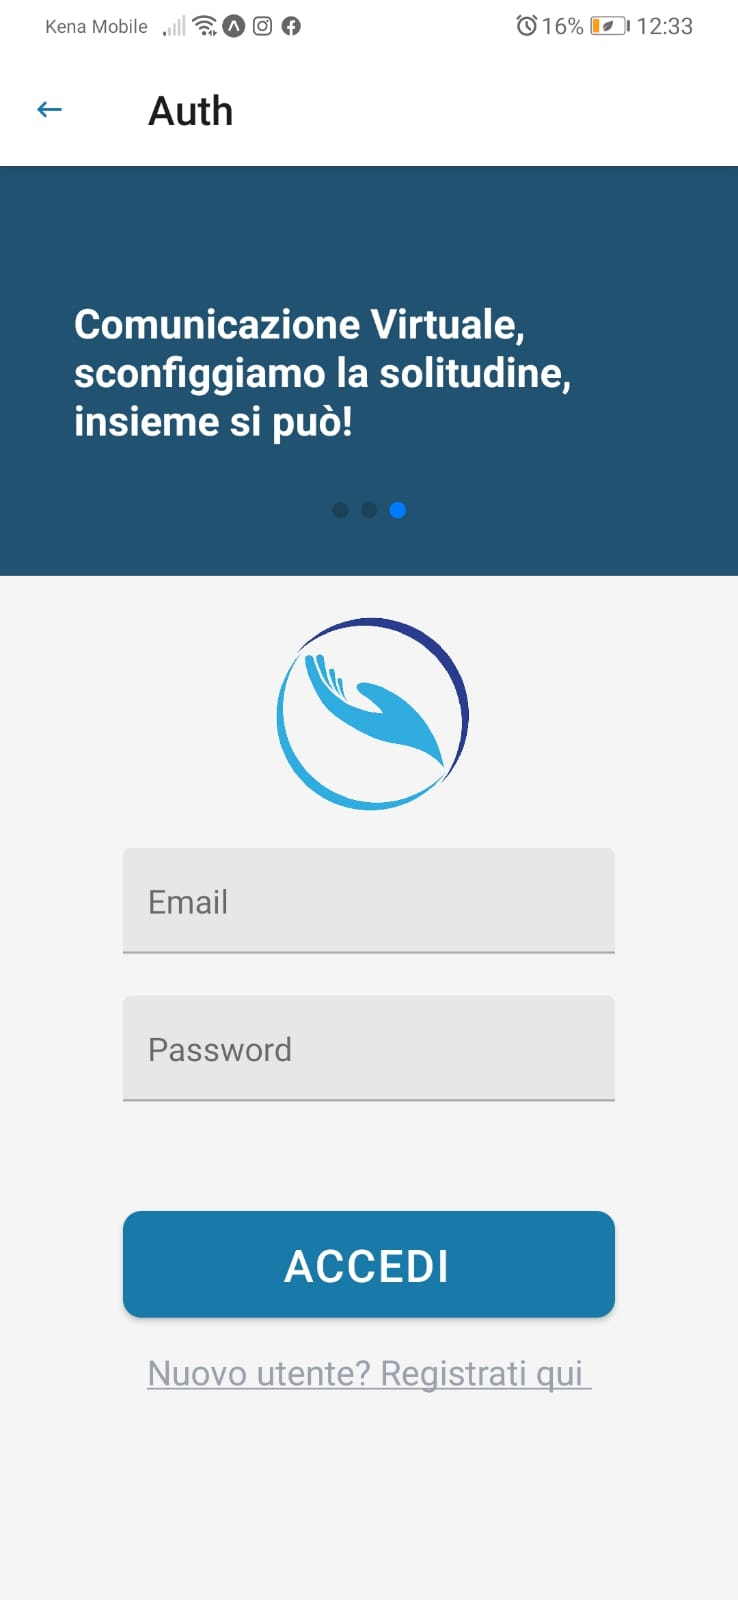 Kena Mobile 16% 12:33
Auth
Comunicazione Virtuale,
sconfiggiamo la solitudine,
insieme si può!
Email
Password
ACCEDI
Nuovo utente? Registrati qui